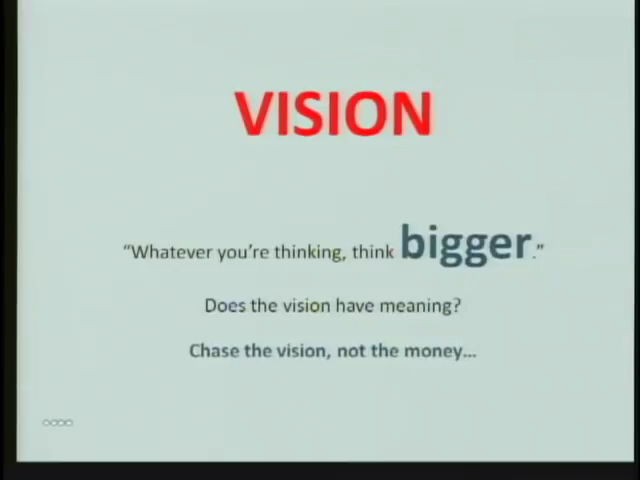 VISION
“Whatever you’re thinking, think bigger.”
Does the vision have meaning?
Chase the vision, not the money...